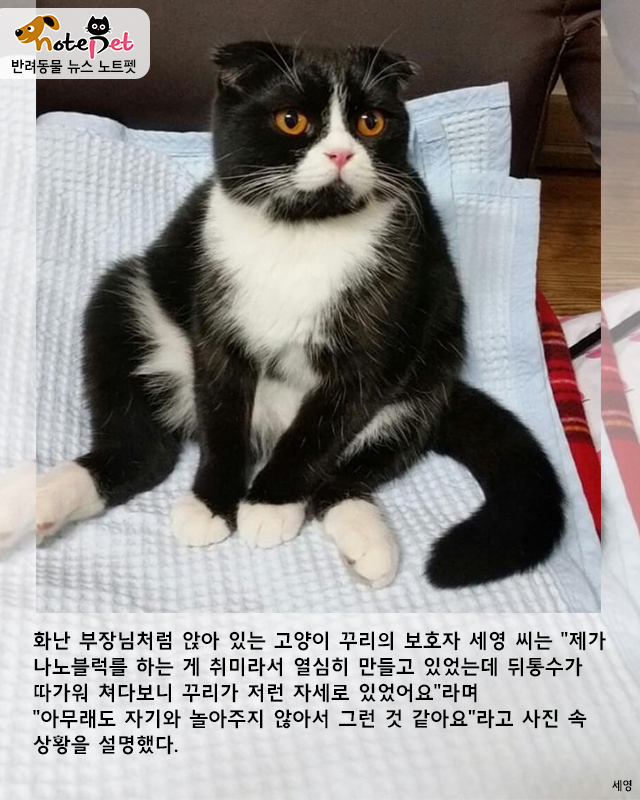 notepet
반려동물 뉴스 노트펫
화난 부장님처럼 앉아 있는 고양이 꾸리의 보호자 세영 씨는 "제가
나노블럭를 하는 게 취미라서 열심히 만들고 있었는데 뒤통수가
따가워 쳐다보니 꾸리가 저런 자세로 있었어요"라며
"아무래도 자기와 놀아주지 않아서 그런 것 같아요"라고 사진 속
상황을 설명했다.
세영